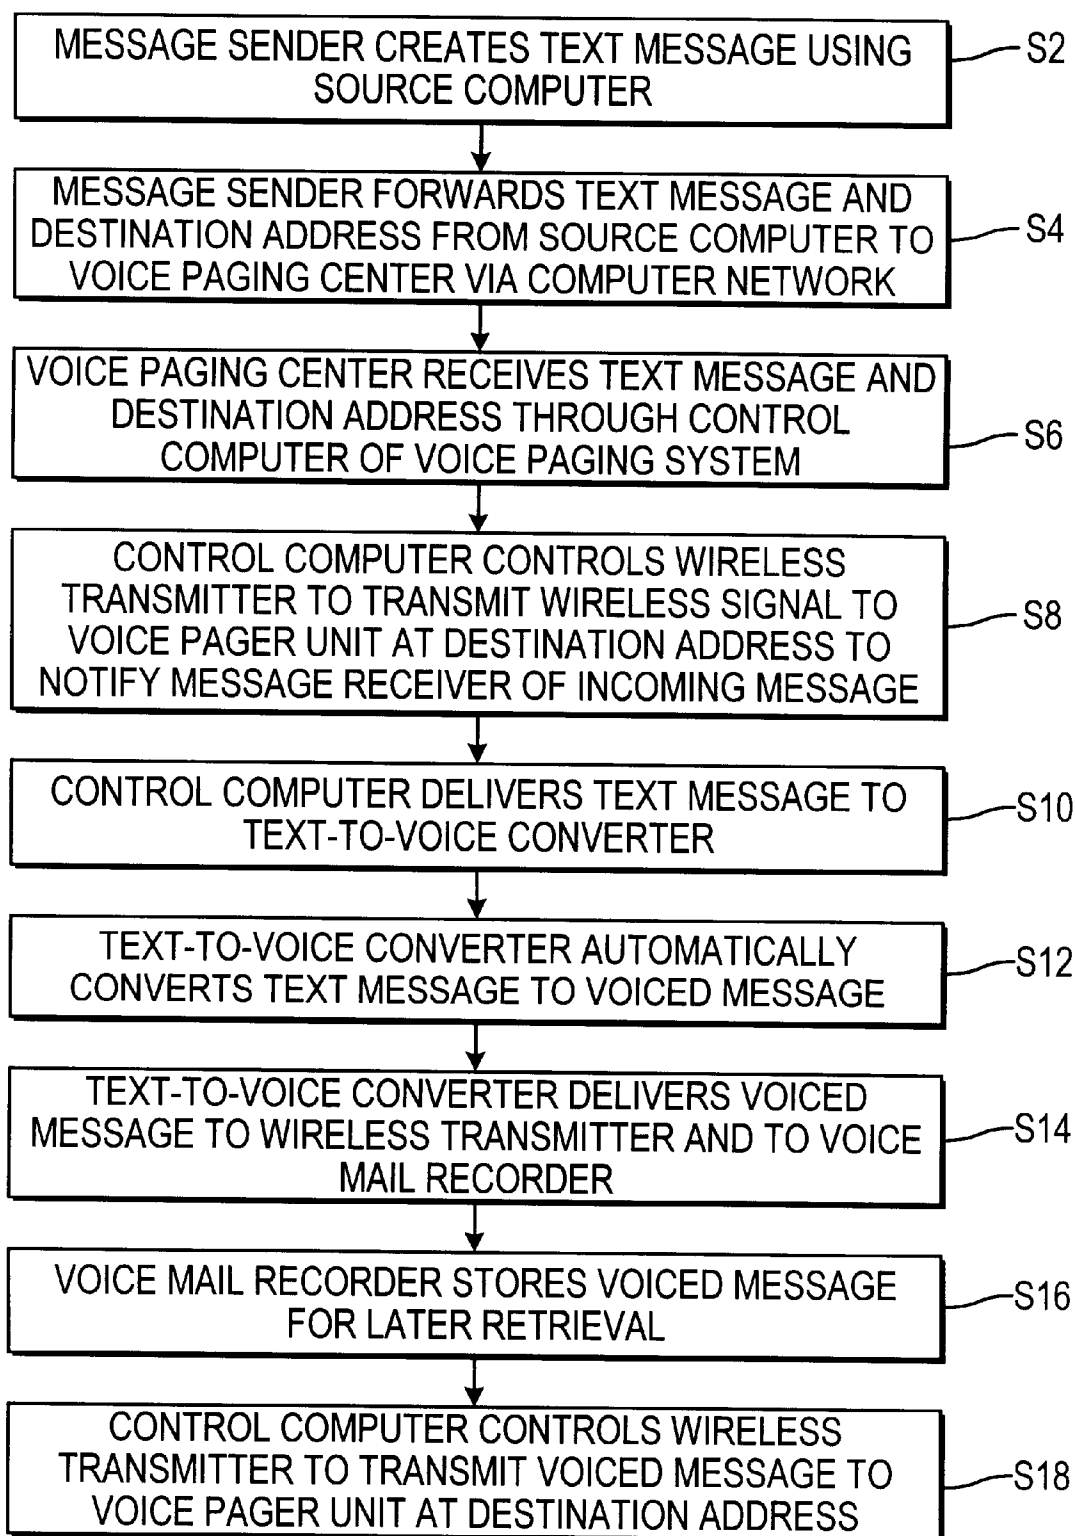 MESSAGE SENDER CREATES TEXT MESSAGE USING
SOURCE COMPUTER
S2
MESSAGE SENDER FORWARDS TEXT MESSAGE AND
DESTINATION ADDRESS FROM SOURCE COMPUTER TO
VOICE PAGING CENTER VIA COMPUTER NETWORK
S4
VOICE PAGING CENTER RECEIVES TEXT MESSAGE AND
DESTINATION ADDRESS THROUGH CONTROL
COMPUTER OF VOICE PAGING SYSTEM
S6
CONTROL COMPUTER CONTROLS WIRELESS
TRANSMITTER TO TRANSMIT WIRELESS SIGNAL TO
VOICE PAGER UNIT AT DESTINATION ADDRESS TO
NOTIFY MESSAGE RECEIVER OF INCOMING MESSAGE
S8
CONTROL COMPUTER DELIVERS TEXT MESSAGE TO
TEXT-TO-VOICE CONVERTER
S10
TEXT-TO-VOICE CONVERTER AUTOMATICALLY
CONVERTS TEXT MESSAGE TO VOICED MESSAGE
S12
TEXT-TO-VOICE CONVERTER DELIVERS VOICED
MESSAGE TO WIRELESS TRANSMITTER AND TO VOICE
MAIL RECORDER
S14
VOICE MAIL RECORDER STORES VOICED MESSAGE
FOR LATER RETRIEVAL
S16
CONTROL COMPUTER CONTROLS WIRELESS
TRANSMITTER TO TRANSMIT VOICED MESSAGE TO
VOICE PAGER UNIT AT DESTINATION ADDRESS
S18